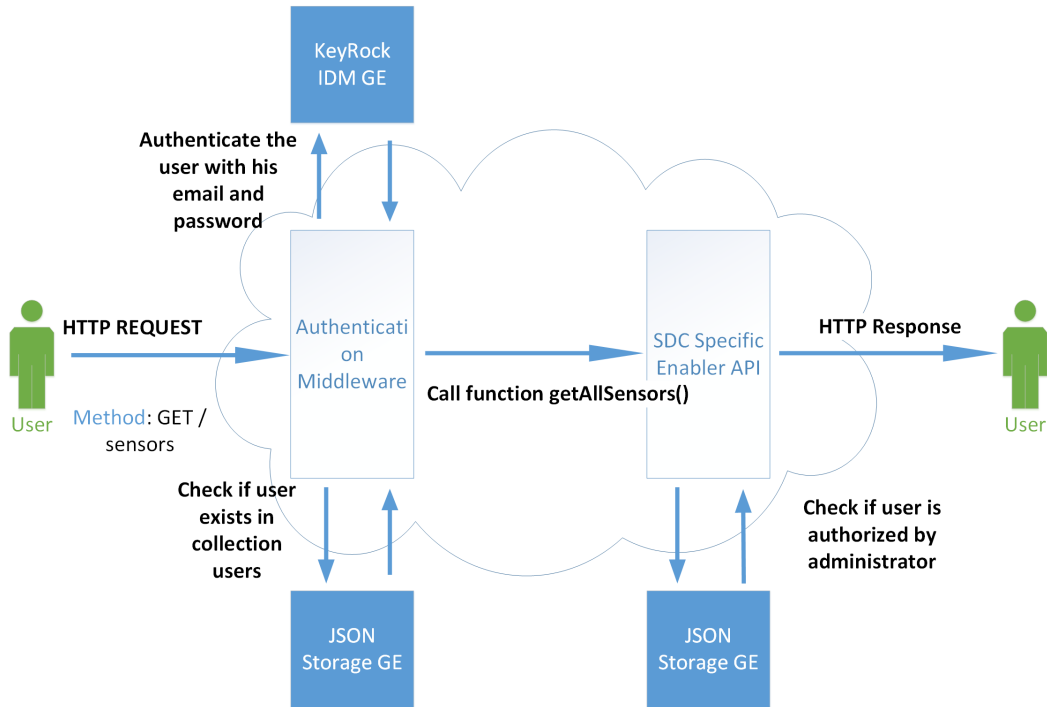 KeyRock
IDM GE
Authenticate the
user with his
email and
password
HTTP REQUEST
User
Method: GET /
sensors
Authenticati
on
Middleware
Call function getAllSensors()
SDC Specific
Enabler API
HTTP Response
User
Check if user
exists in
collection
users
Check if user is
authorized by
administrator
JSON
Storage GE
JSON
Storage GE